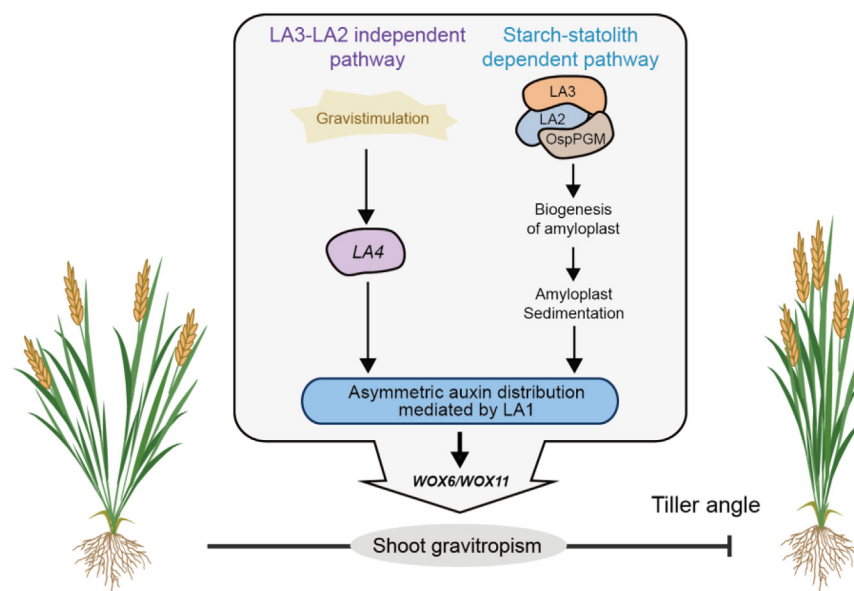 LA3-LA2 independent
pathway
Starch-statolith
dependent pathway
Gravistimulation
LA3
LA2
OspPGM
Biogenesis
of amyloplast
LA4
Amyloplast
Sedimentation
Asymmetric auxin distribution
mediated by LA1
WOX6/WOX11
Tiller angle
Shoot gravitropism